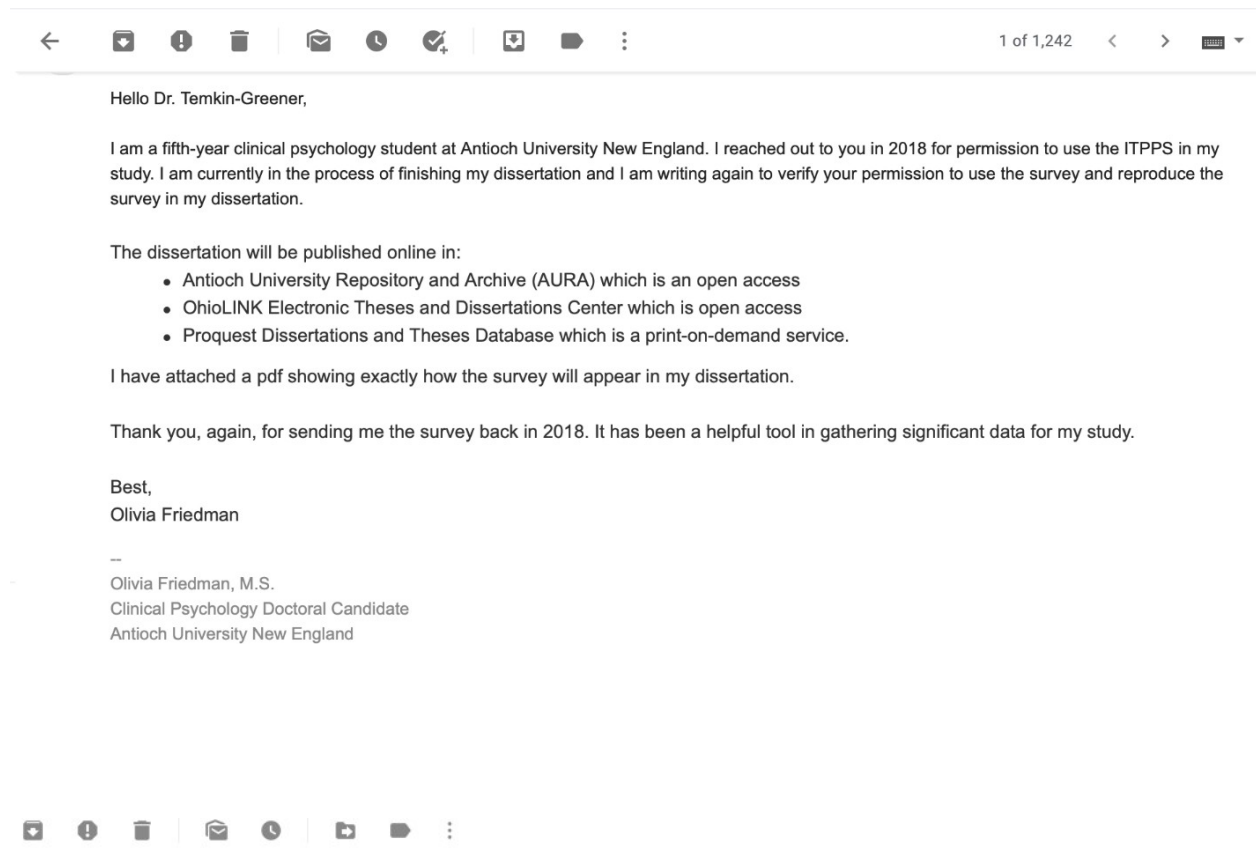 1 of 1,242
Hello Dr. Temkin-Greener,
I am a fifth-year clinical psychology student at Antioch University New England. I reached out to you in 2018 for permission to use the ITPPS in my
study. I am currently in the process of finishing my dissertation and I am writing again to verify your permission to use the survey and reproduce the
survey in my dissertation.
The dissertation will be published online in:
• Antioch University Repository and Archive (AURA) which is an open access
• OhioLINK Electronic Theses and Dissertations Center which is open access
• Proquest Dissertations and Theses Database which is a print-on-demand service.
I have attached a pdf showing exactly how the survey will appear in my dissertation.
Thank you, again, for sending me the survey back in 2018. It has been a helpful tool in gathering significant data for my study.
Best,
Olivia Friedman
--
Olivia Friedman, M.S.
Clinical Psychology Doctoral Candidate
Antioch University New England